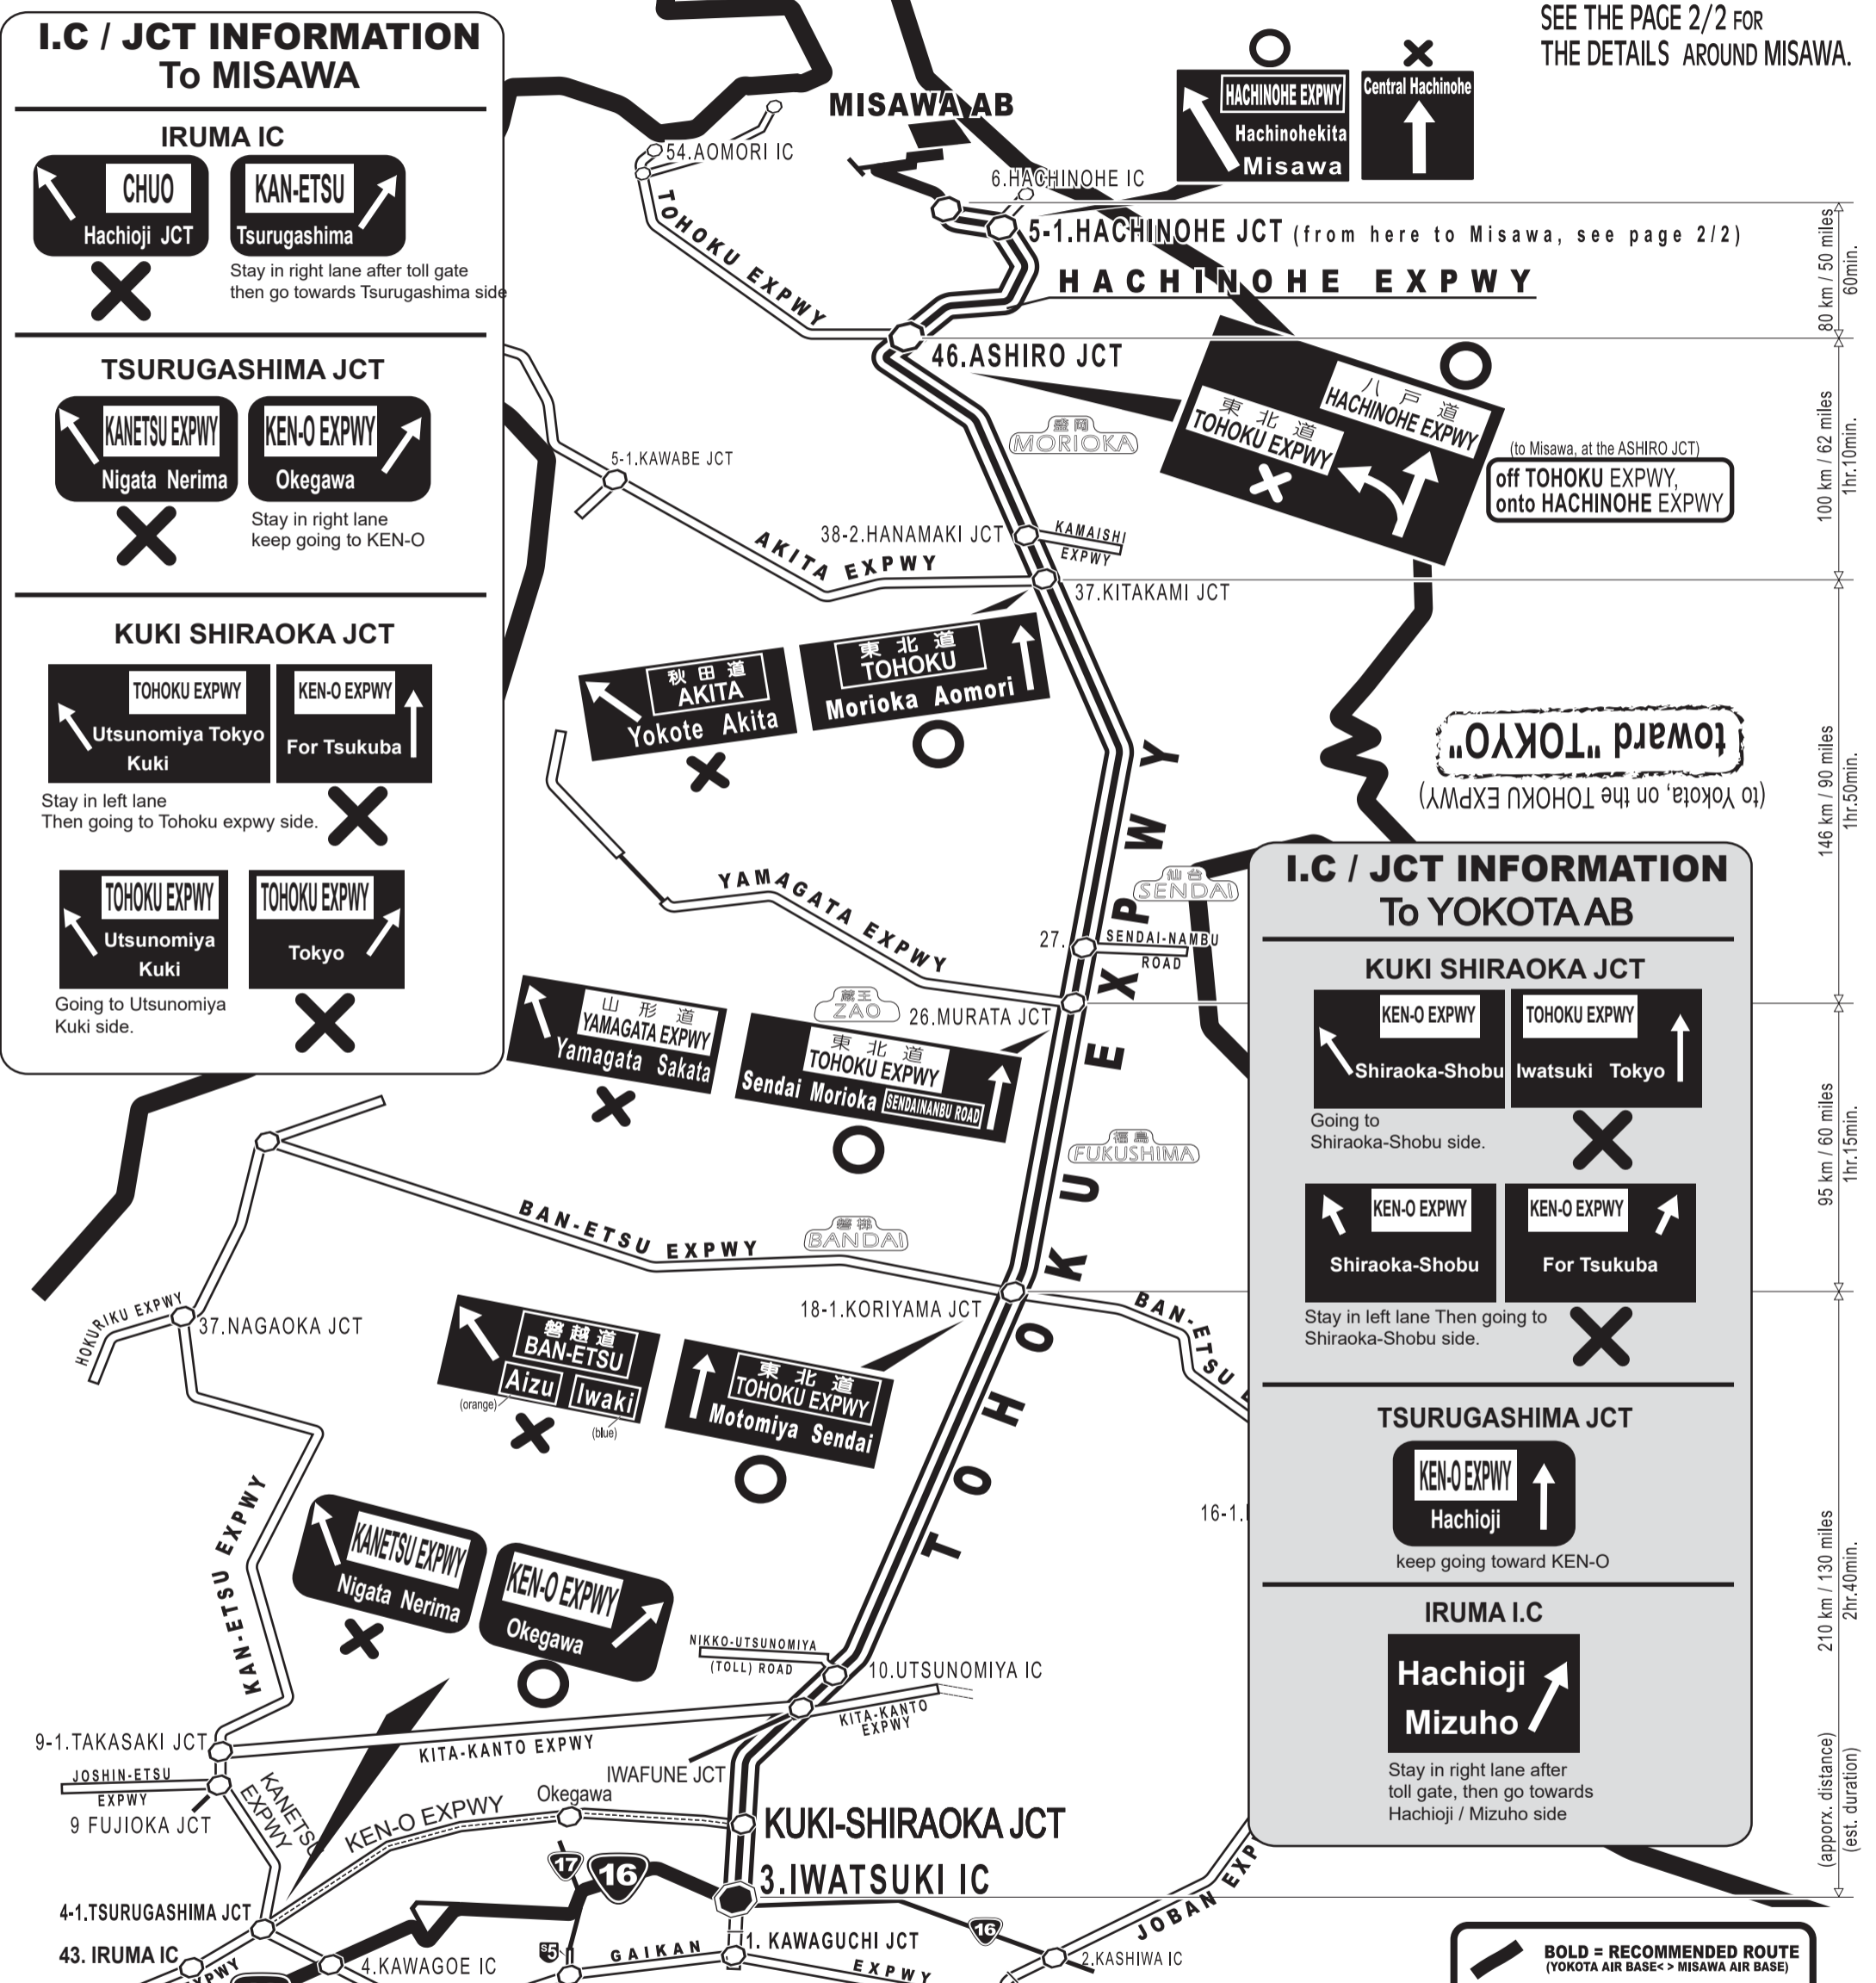 I.C / JCT INFORMATION
To MISAWA
IRUMA IC
CHUO
Hachioji JCT
KAN-ETSU
Tsurugashima
Stay in right lane after toll gate
then go towards Tsurugashima side
TSURUGASHIMA JCT
KANETSU EXPWY
Nigata Nerima
KEN-O EXPWY
Okegawa
Stay in right lane
keep going to KEN-O
KUKI SHIRAOKA JCT
TOHOKU EXPWY
Utsunomiya Tokyo
Kuki
KEN-O EXPWY
For Tsukuba
Stay in left lane
Then going to Tohoku expwy side.
TOHOKU EXPWY
Utsunomiya
Kuki
TOHOKU EXPWY
Tokyo
Going to Utsunomiya
Kuki side.
SEE THE PAGE 2/2 FOR
THE DETAILS AROUND MISAWA.
HACHINOHE EXPWY
Hachinohekita
Misawa
Central Hachinohe
MISAWA AB
54.AOMORI IC
6.HACHINOHE IC
TOHOKU EXPWY
5-1.HACHINOHE JCT (from here to Misawa, see page 2/2)
HACHINOHE EXPWY
80 km / 50 miles
60min.
46.ASHIRO JCT
八戸道
HACHINOHE EXPWY
東北道
TOHOKU EXPWY
(to Misawa, at the ASHIRO JCT)
off TOHOKU EXPWY,
onto HACHINOHE EXPWY
盛岡
MORIOKA
100 km / 62 miles
1hr.10min.
5-1.KAWABE JCT
38-2.HANAMAKI JCT
KAMAISHI
EXPWY
AKITA EXPWY
37.KITAKAMI JCT
秋田道
AKITA
Yokote Akita
東北道
TOHOKU
Morioka Aomori
toward "TOKYO"
(to Yokota, on the TOHOKU EXPWY)
146 km / 90 miles
1hr.50min.
TOHOKU EXPWY
仙台
SENDAI
YAMAGATA EXPWY
27.
SENDAI-NAMBU
ROAD
蔵王
ZAO
26.MURATA JCT
山形道
YAMAGATA EXPWY
Yamagata Sakata
東北道
TOHOKU EXPWY
Sendai Morioka SENDAINANBU ROAD
福島
FUKUSHIMA
95 km / 60 miles
1hr.15min.
BAN-ETSU EXPWY
磐梯
BANDAI
18-1.KORIYAMA JCT
BAN-ETSU E
HOKURIKU EXPWY
37.NAGAOKA JCT
磐越道
BAN-ETSU
Aizu Iwaki
(orange)
(blue)
東北道
TOHOKU EXPWY
Motomiya Sendai
16-1.
KAN-ETSU EXPWY
KANETSU EXPWY
Nigata Nerima
KEN-O EXPWY
Okegawa
NIKKO-UTSUNOMIYA
(TOLL) ROAD
10.UTSUNOMIYA IC
KITA-KANTO
EXPWY
9-1.TAKASAKI JCT
KITA-KANTO EXPWY
JOSHIN-ETSU
EXPWY
9 FUJIOKA JCT
KANETSU
EXPWY
IWAFUNE JCT
Okegawa
KEN-O EXPWY
KUKI-SHIRAOKA JCT
17
16
3.IWATSUKI IC
4-1.TSURUGASHIMA JCT
43. IRUMA IC
XPWY
4.KAWAGOE IC
S5
GAIKAN
EXPWY
1. KAWAGUCHI JCT
16
2.KASHIWA IC
JOBAN EXP
I.C / JCT INFORMATION
To YOKOTA AB
KUKI SHIRAOKA JCT
KEN-O EXPWY
Shiraoka-Shobu
TOHOKU EXPWY
Iwatsuki Tokyo
Going to
Shiraoka-Shobu side.
KEN-O EXPWY
Shiraoka-Shobu
KEN-O EXPWY
For Tsukuba
Stay in left lane Then going to
Shiraoka-Shobu side.
TSURUGASHIMA JCT
KEN-O EXPWY
Hachioji
keep going toward KEN-O
IRUMA I.C
Hachioji
Mizuho
Stay in right lane after
toll gate, then go towards
Hachioji / Mizuho side
210 km / 130 miles
2hr.40min.
(apporx. distance)
(est. duration)
BOLD = RECOMMENDED ROUTE
(YOKOTA AIR BASE< > MISAWA AIR BASE)